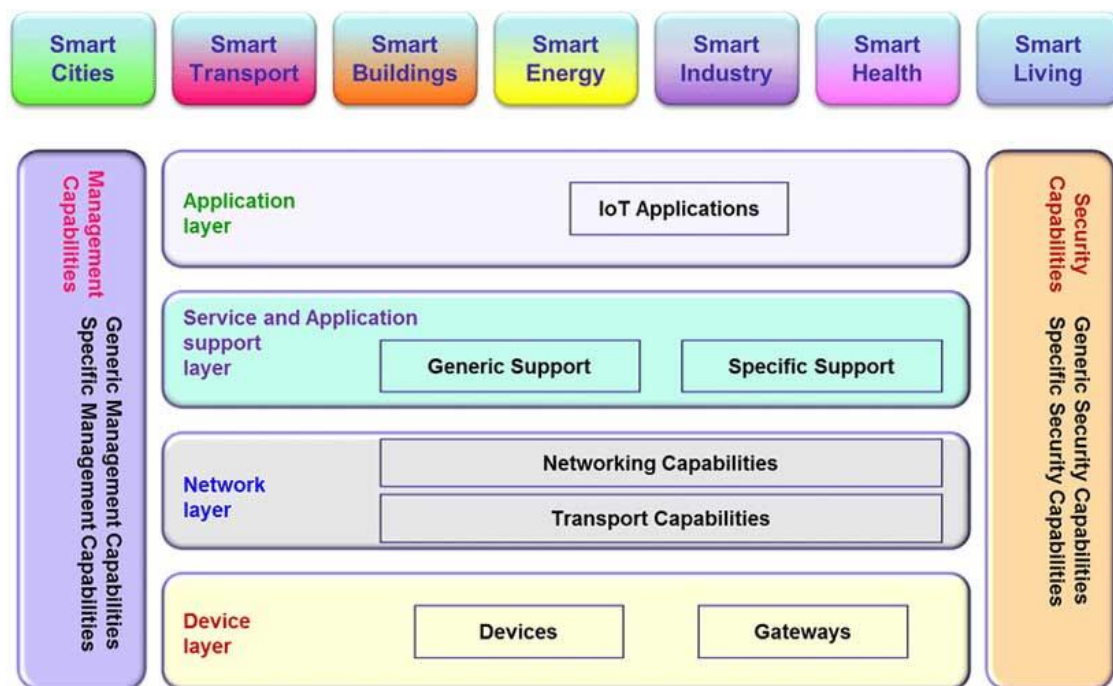 Smart
Cities
Smart
Transport
Smart
Buildings
Smart
Energy
Smart
Industry
Smart
Health
Smart
Living
Management
Capabilities
Generic Management Capabilities
Specific Management Capabilities
Application
layer
IoT Applications
Service and Application
support
layer
Generic Support
Specific Support
Network
layer
Networking Capabilities
Transport Capabilities
Device
layer
Devices
Gateways
Security
Capabilities
Generic Security Capabilities
Specific Security Capabilities